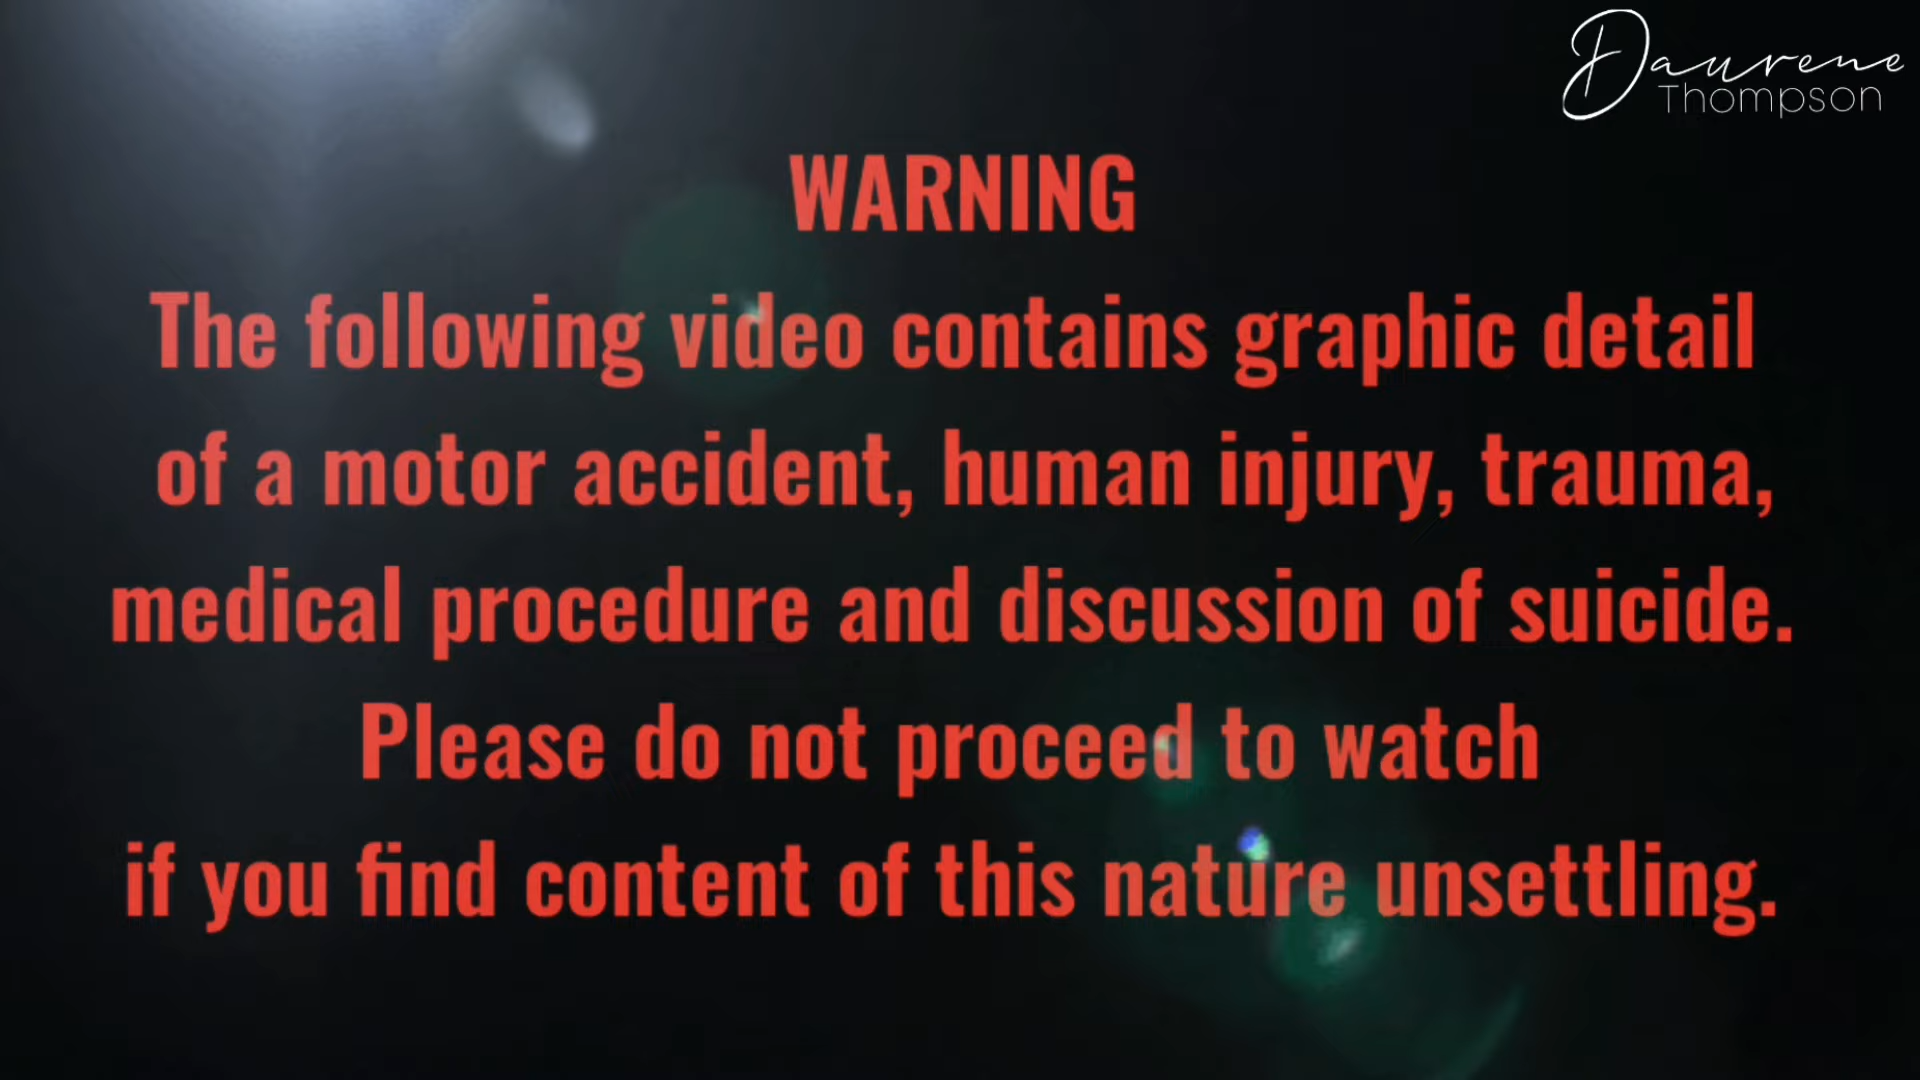 Daurene
Thompson
WARNING
The following video contains graphic detail
of a motor accident, human injury, trauma,
medical procedure and discussion of suicide.
Please do not proceed to watch
if you find content of this nature unsettling.